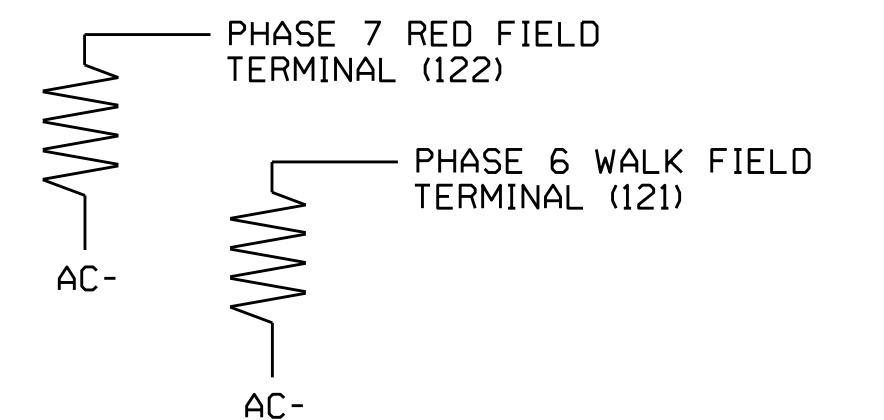 PHASE 7 RED FIELD
TERMINAL (122)
PHASE 6 WALK FIELD
TERMINAL (121)
AC-
AC-